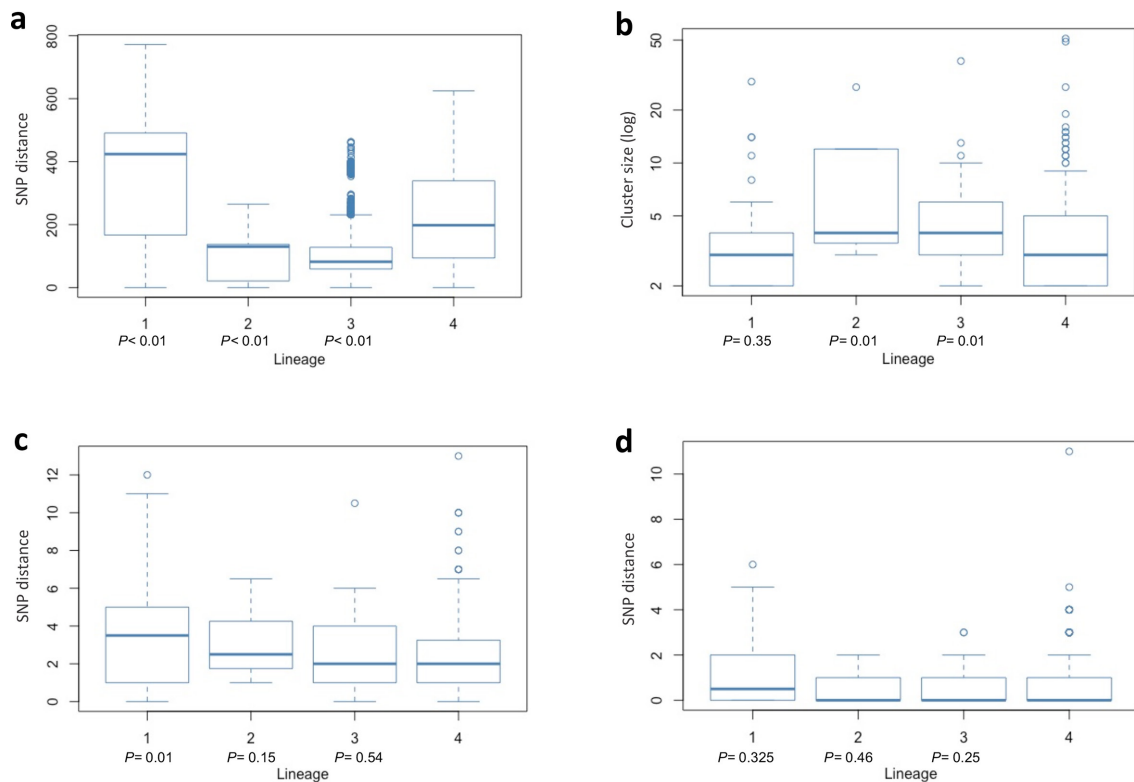 a
SNP distance
0 200 400 600 800
1 2 3 4
P< 0.01 P< 0.01 P< 0.01
Lineage
b
Cluster size (log)
2 5 10 20 50
1 2 3 4
P= 0.35 P= 0.01 P= 0.01
Lineage
c
SNP distance
0 2 4 6 8 10 12
1 2 3 4
P= 0.01 P= 0.15 P= 0.54
Lineage
d
SNP distance
0 2 4 6 8 10
1 2 3 4
P= 0.325 P= 0.46 P= 0.25
Lineage